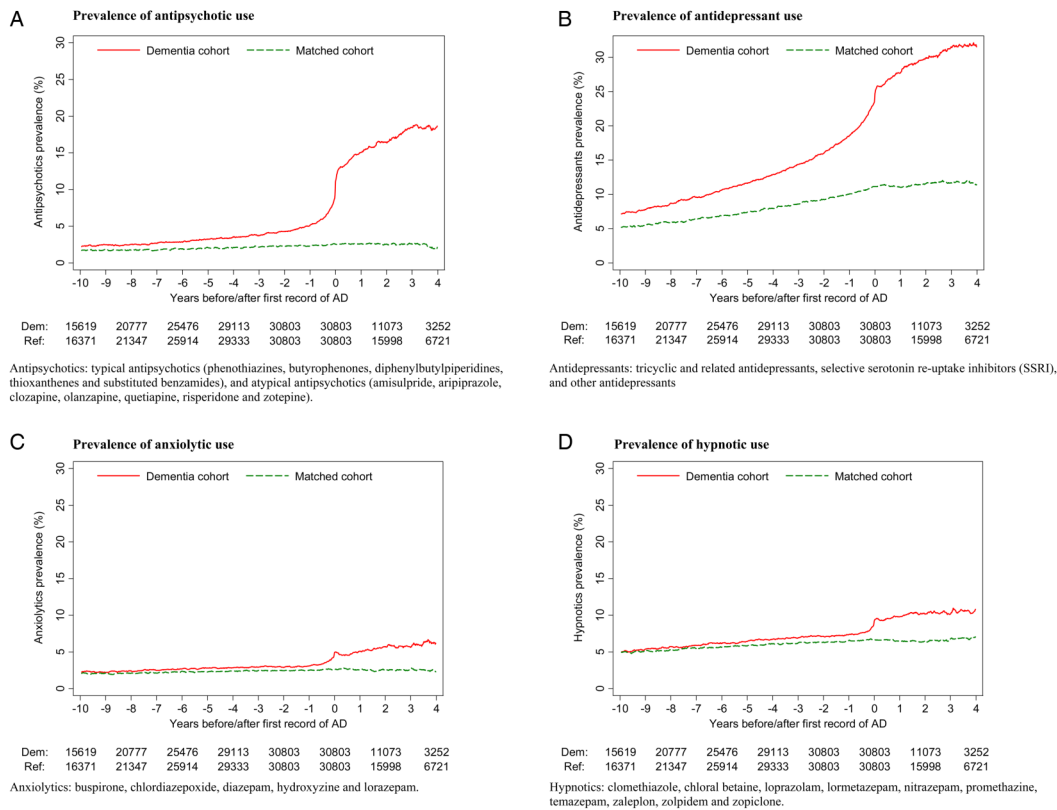 A
Prevalence of antipsychotic use
Dementia cohort Matched cohort
Antipsychotics prevalence (%)
30
25
20
15
10
5
0
-10 -9 -8 -7 -6 -5 -4 -3 -2 -1 0 1 2 3 4
Years before/after first record of AD
Dem: 15619 20777 25476 29113 30803 30803 11073 3252
Ref: 16371 21347 25914 29333 30803 30803 15998 6721
Antipsychotics: typical antipsychotics (phenothiazines, butyrophenones, diphenylbutylpiperidines,
thioxanthenes and substituted benzamids), and atypical antipsychotics (amisulpride, aripiprazole,
clozapine, olanzapine, quetiapine, risperidone and zotepine).
B
Prevalence of antidepressant use
Dementia cohort Matched cohort
Antidepressants prevalence (%)
30
25
20
15
10
5
0
-10 -9 -8 -7 -6 -5 -4 -3 -2 -1 0 1 2 3 4
Years before/after first record of AD
Dem: 15619 20777 25476 29113 30803 30803 11073 3252
Ref: 16371 21347 25914 29333 30803 30803 15998 6721
Antidepressants: tricyclic and related antidepressants, selective serotonin re-uptake inhibitors (SSRI),
and other antidepressants
C
Prevalence of anxiolytic use
Dementia cohort Matched cohort
Anxiolytics prevalence (%)
30
25
20
15
10
5
0
-10 -9 -8 -7 -6 -5 -4 -3 -2 -1 0 1 2 3 4
Years before/after first record of AD
Dem: 15619 20777 25476 29113 30803 30803 11073 3252
Ref: 16371 21347 25914 29333 30803 30803 15998 6721
Anxiolytics: buspirone, chlordiazepoxide, diazepam, hydroxyzine and lorazepam.
D
Prevalence of hypnotic use
Dementia cohort Matched cohort
Hypnotics prevalence (%)
30
25
20
15
10
5
0
-10 -9 -8 -7 -6 -5 -4 -3 -2 -1 0 1 2 3 4
Years before/after first record of AD
Dem: 15619 20777 25476 29113 30803 30803 11073 3252
Ref: 16371 21347 25914 29333 30803 30803 15998 6721
Hypnotics: clomethiazole, chloral betaine, loprazolam, lormetazepam, nitrazepam, promethazine,
temazepam, zaleplon, zolpidem and zopiclone.